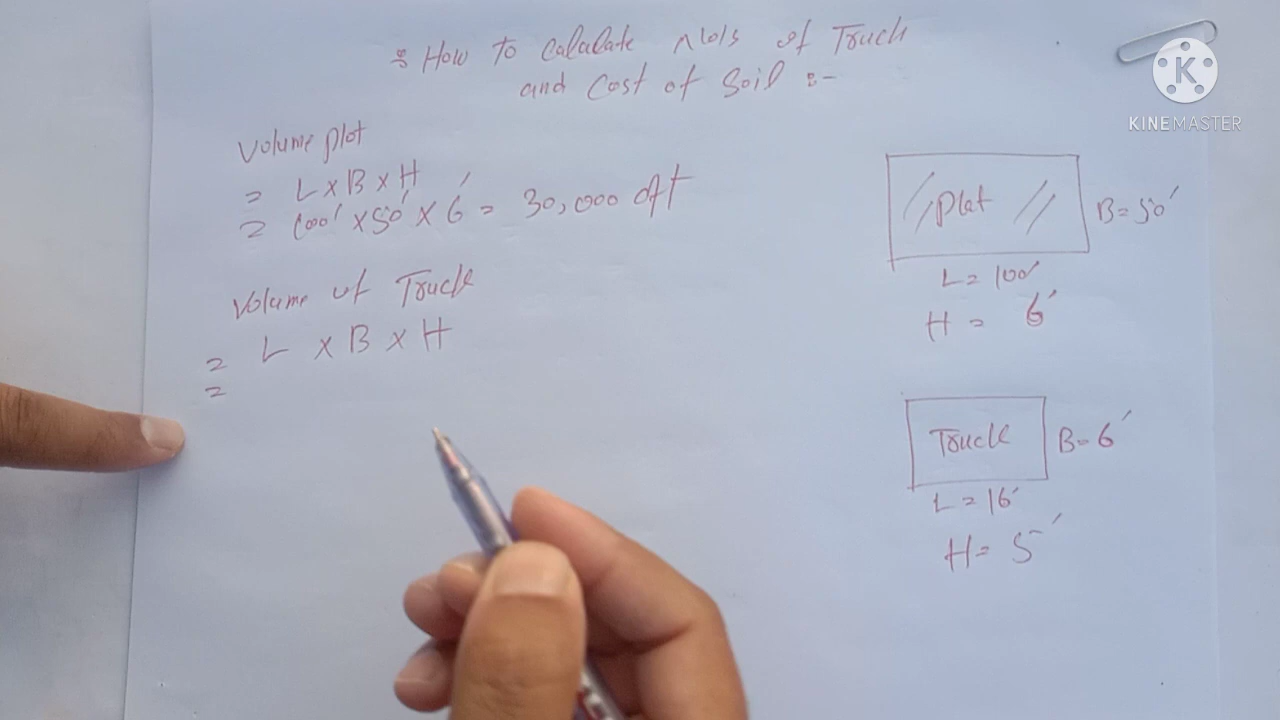 :- How to Calculate No's of Truck
and Cost of Soil :-
Volume plot
= L x B x H
= 100' x 50' x 6' = 30,000 cft
Volume of Truck
= L x B x H
=
Plot
B = 50'
L = 100'
H = 6'
Truck
B = 6'
L = 16'
H = 5'
KINEMASTER